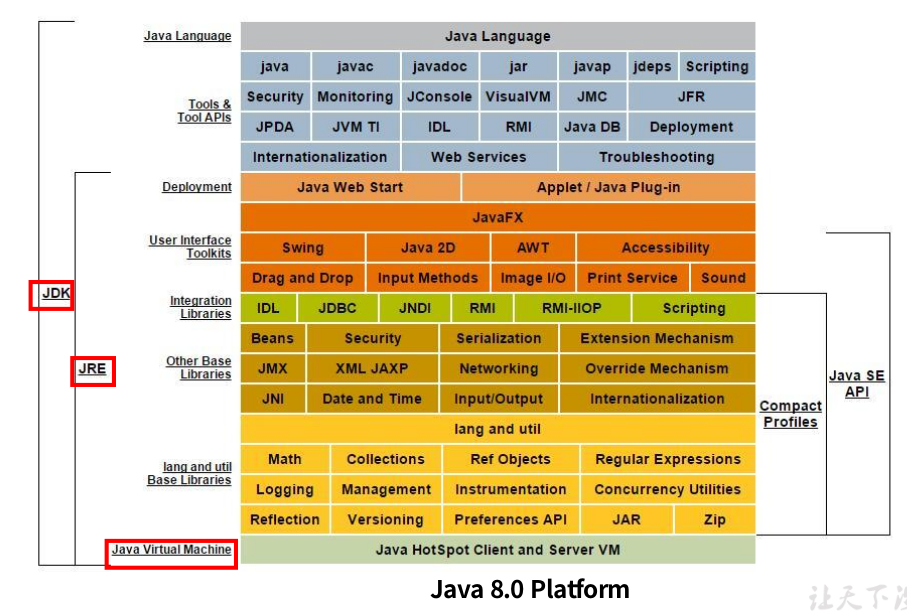 Java Language
Java Language
java javac javadoc jar javap jdeps Scripting
Tools &
Tool APIs
Security Monitoring JConsole VisualVM JMC JFR
JPDA JVM TI IDL RMI Java DB Deployment
Internationalization Web Services Troubleshooting
Deployment
Java Web Start Applet / Java Plug-in
JavaFX
User Interface
Toolkits
Swing Java 2D AWT Accessibility
Drag and Drop Input Methods Image I/O Print Service Sound
JDK
Integration
Libraries
IDL JDBC JNDI RMI RMI-IIOP Scripting
JRE
Other Base
Libraries
Beans Security Serialization Extension Mechanism
JMX XML JAXP Networking Override Mechanism
JNI Date and Time Input/Output Internationalization
Java SE
API
Compact
Profiles
lang and util
lang and util
Base Libraries
Math Collections Ref Objects Regular Expressions
Logging Management Instrumentation Concurrency Utilities
Reflection Versioning Preferences API JAR Zip
Java Virtual Machine
Java HotSpot Client and Server VM
Java 8.0 Platform
让天下